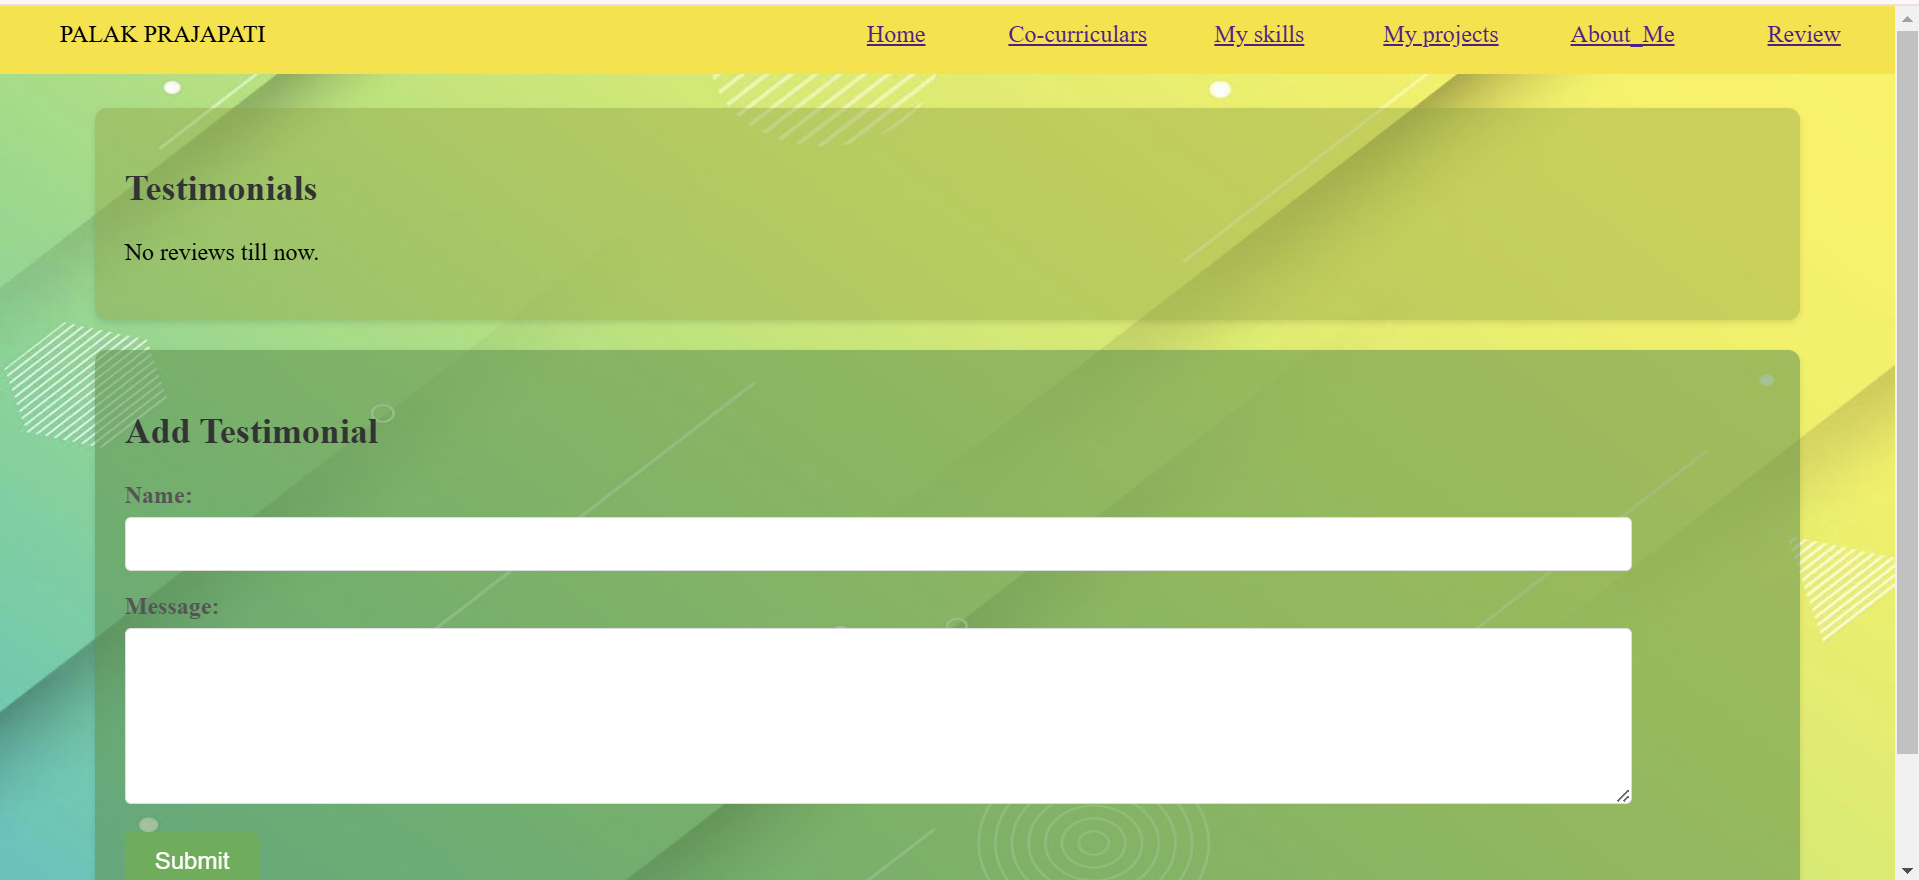 PALAK PRAJAPATI Home Co-curriculars My skills My projects About_Me Review
Testimonials
No reviews till now.
Add Testimonial
Name:
Message:
Submit